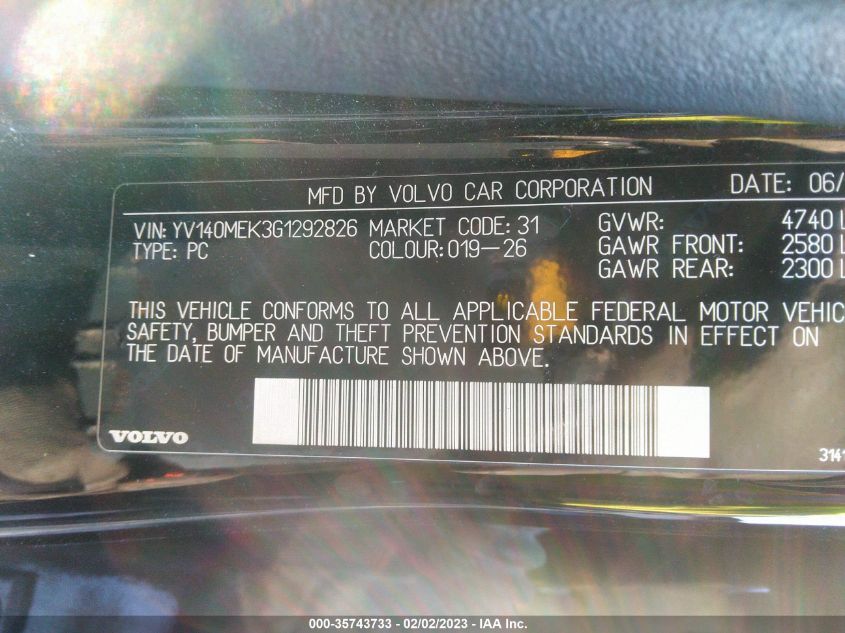 MFD BY VOLVO CAR CORPORATION DATE: 06/
VIN: YV140MEK3G1292826 MARKET CODE: 31 GVWR: 4740 L
TYPE: PC COLOUR: 019-26 GAWR FRONT: 2580 L
GAWR REAR: 2300 L
THIS VEHICLE CONFORMS TO ALL APPLICABLE FEDERAL MOTOR VEHIC
SAFETY, BUMPER AND THEFT PREVENTION STANDARDS IN EFFECT ON
THE DATE OF MANUFACTURE SHOWN ABOVE.
VOLVO
314
000-35743733 - 02/02/2023 - IAA Inc.